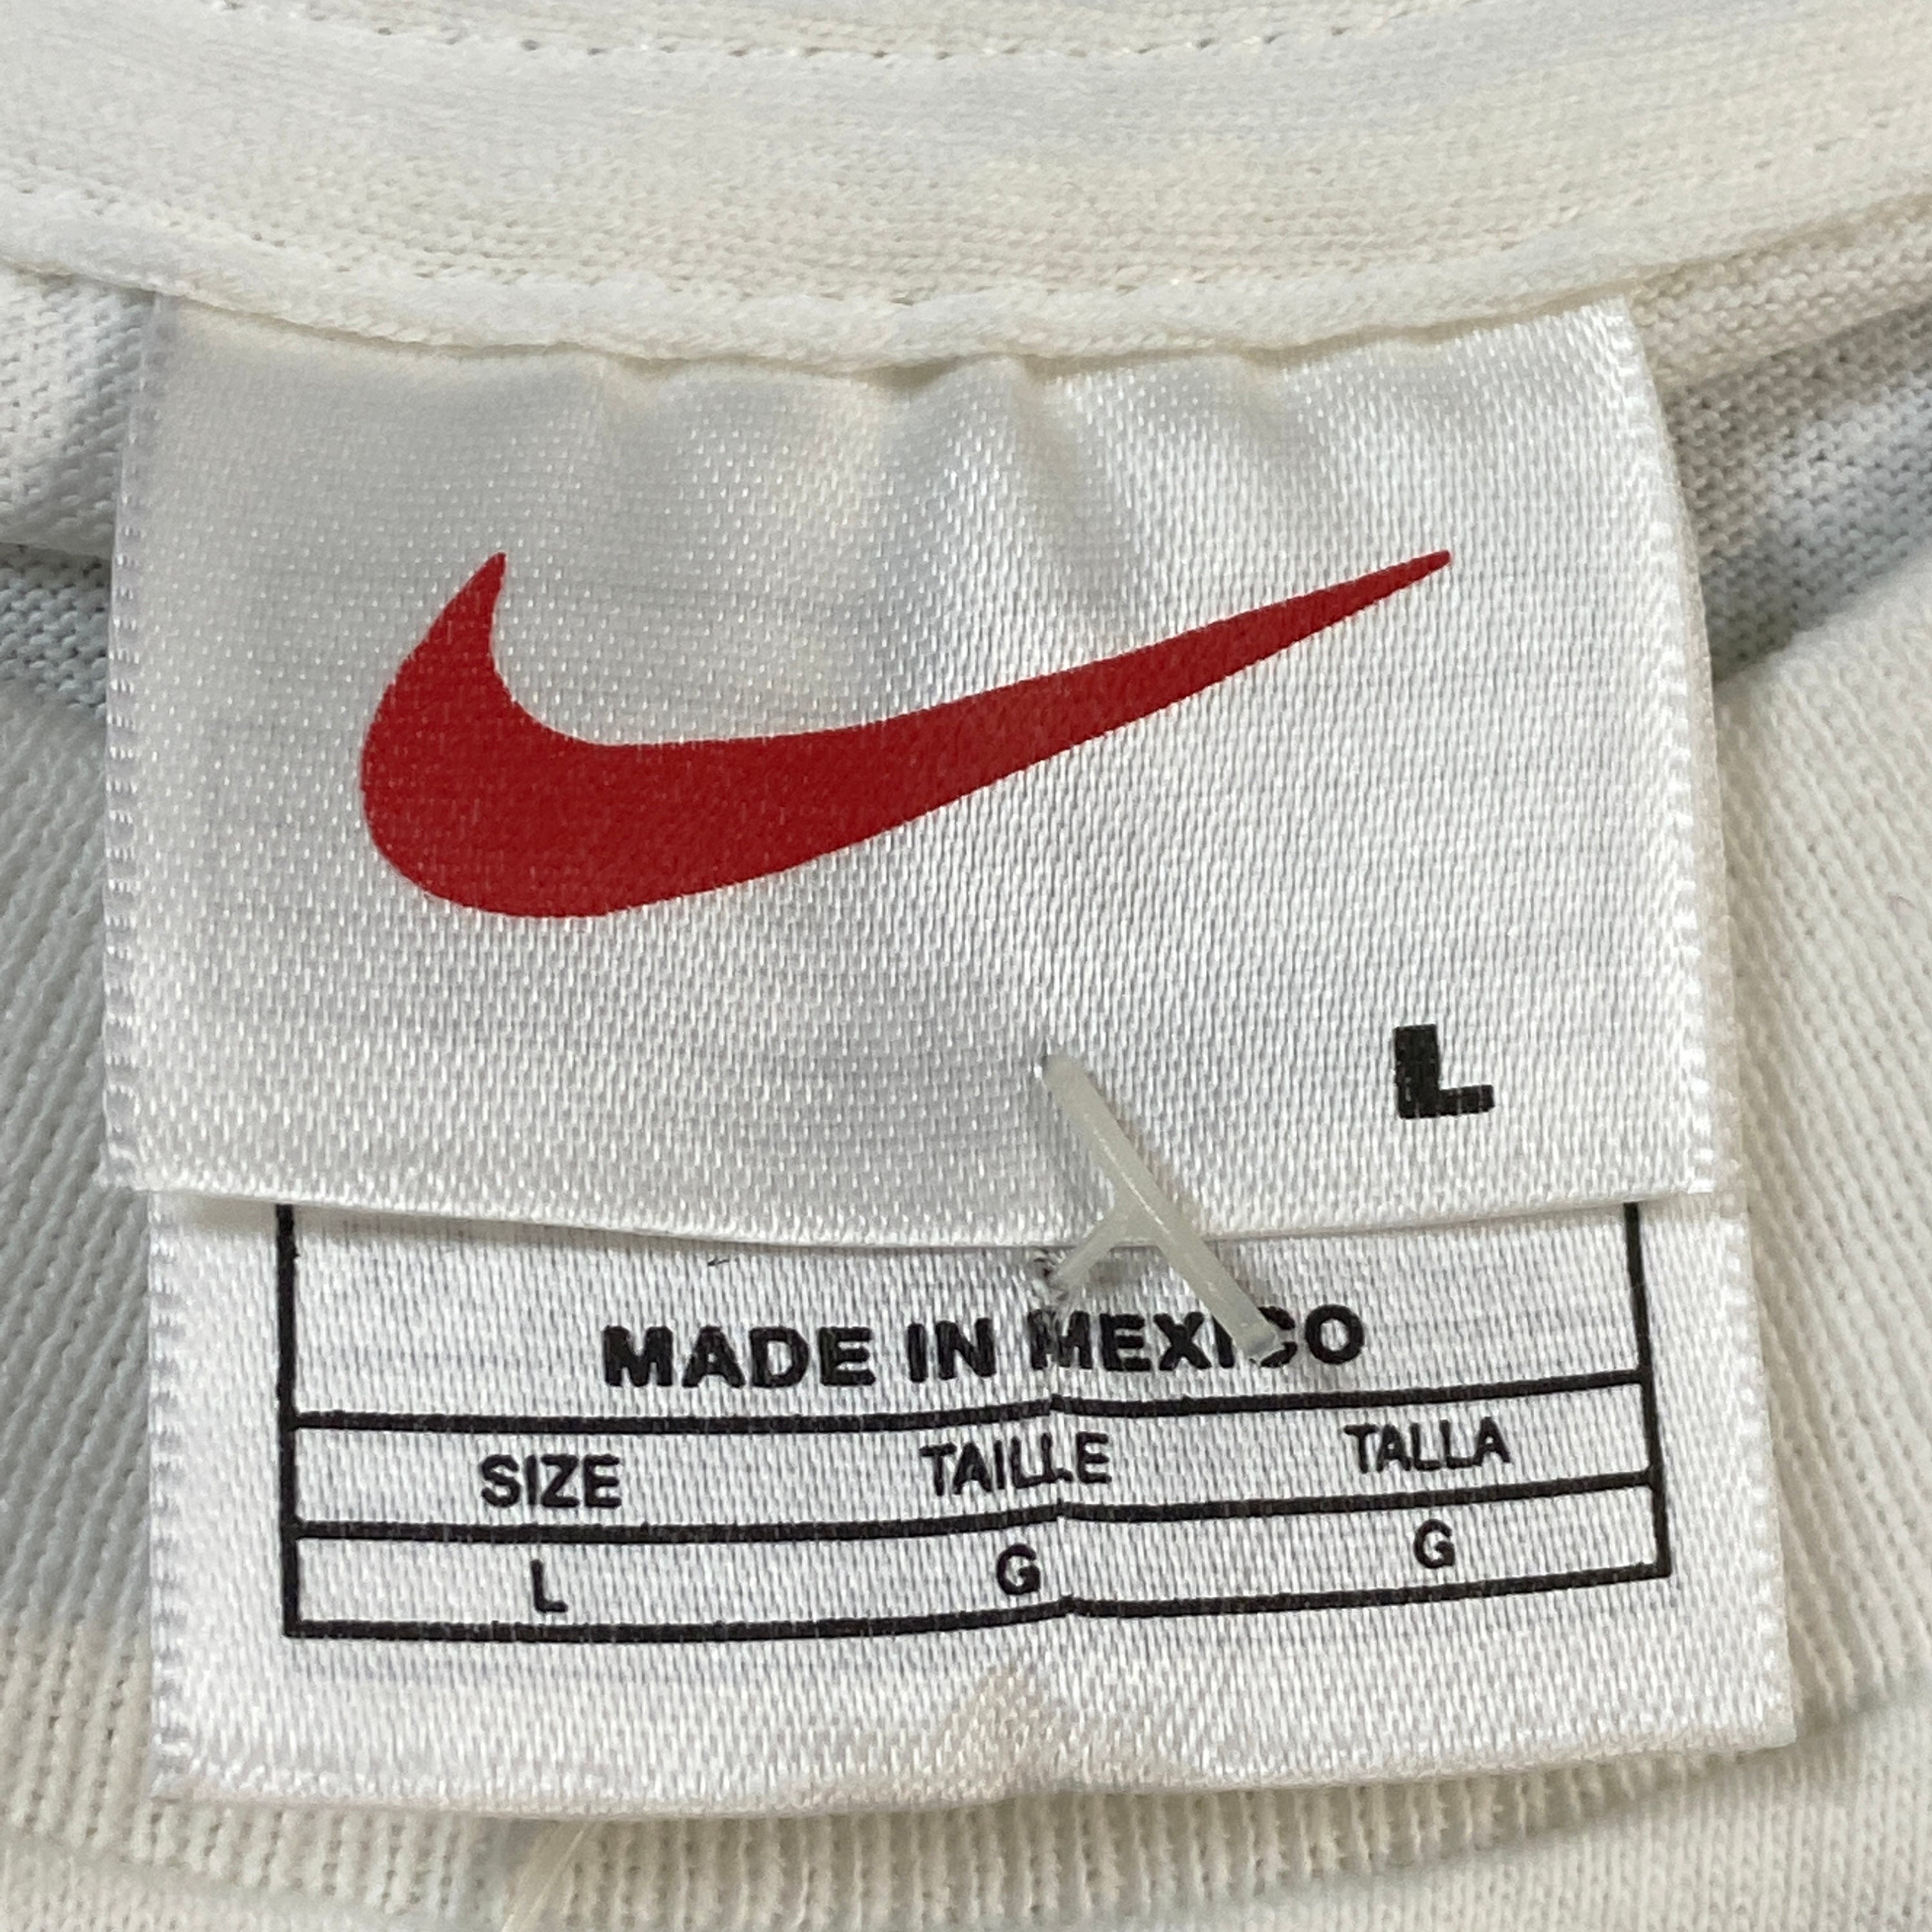 L
MADE IN MEXICO
SIZE TAILLE TALLA
L G G